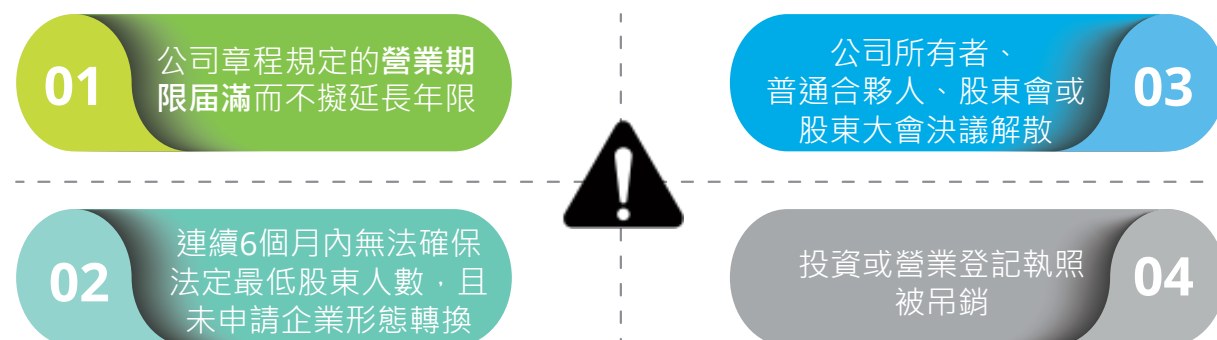 01
公司章程規定的營業期
限屆滿而不擬延長年限
02
連續6個月內無法確保
法定最低股東人數,且
未申請企業形態轉換
公司所有者、
普通合夥人、股東會或
股東大會決議解散
03
投資或營業登記執照
被吊銷
04